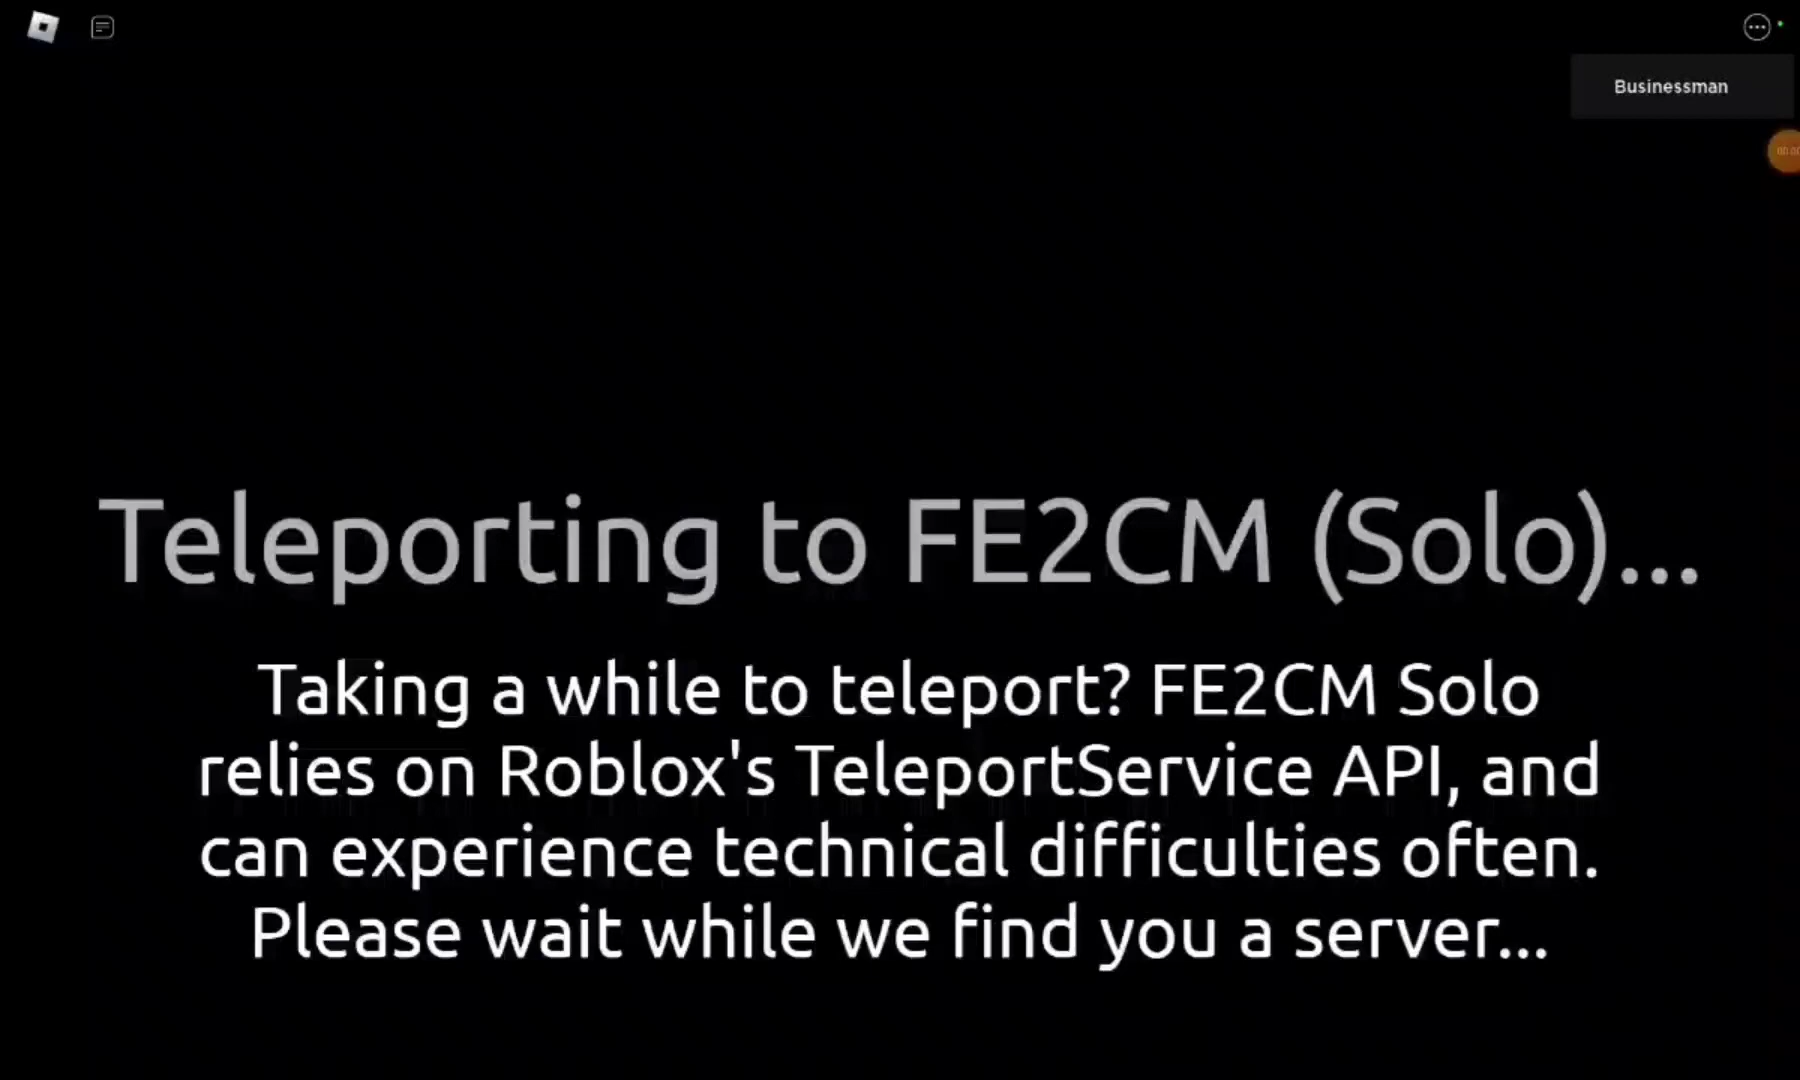 Businessman
Teleporting to FE2CM (Solo)...
Taking a while to teleport? FE2CM Solo
relies on Roblox's TeleportService API, and
can experience technical difficulties often.
Please wait while we find you a server...